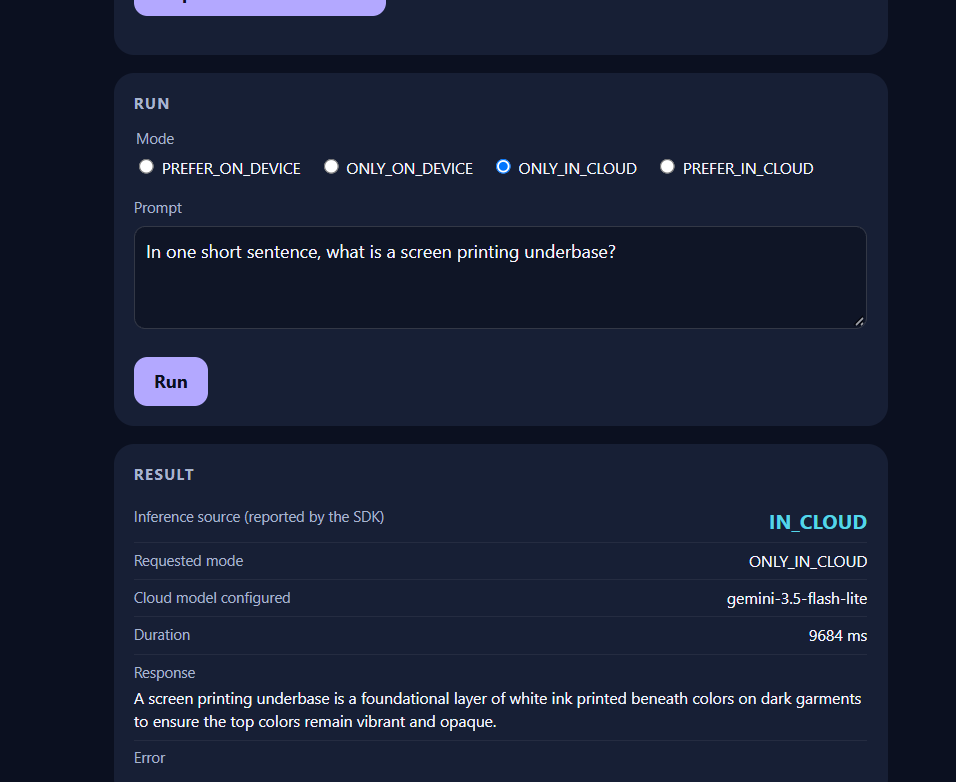 RUN
Mode
PREFER_ON_DEVICE ONLY_ON_DEVICE ONLY_IN_CLOUD PREFER_IN_CLOUD
Prompt
In one short sentence, what is a screen printing underbase?
Run
RESULT
Inference source (reported by the SDK) IN_CLOUD
Requested mode ONLY_IN_CLOUD
Cloud model configured gemini-3.5-flash-lite
Duration 9684 ms
Response
A screen printing underbase is a foundational layer of white ink printed beneath colors on dark garments
to ensure the top colors remain vibrant and opaque.
Error